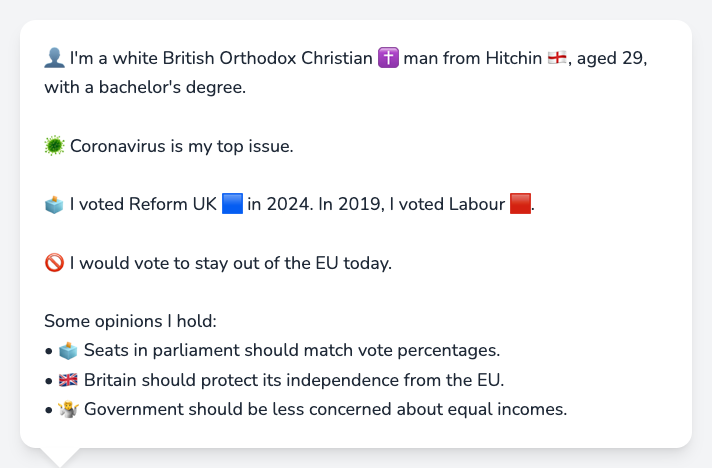 👤 I'm a white British Orthodox Christian ✝️ man from Hitchin 🏴󠁧󠁢󠁥󠁮󠁧󠁿, aged 29,
with a bachelor's degree.
🦠 Coronavirus is my top issue.
🗳️ I voted Reform UK 🟦 in 2024. In 2019, I voted Labour 🟥.
🚫 I would vote to stay out of the EU today.
Some opinions I hold:
• 🗳️ Seats in parliament should match vote percentages.
• 🇬🇧 Britain should protect its independence from the EU.
• 🤷 Government should be less concerned about equal incomes.